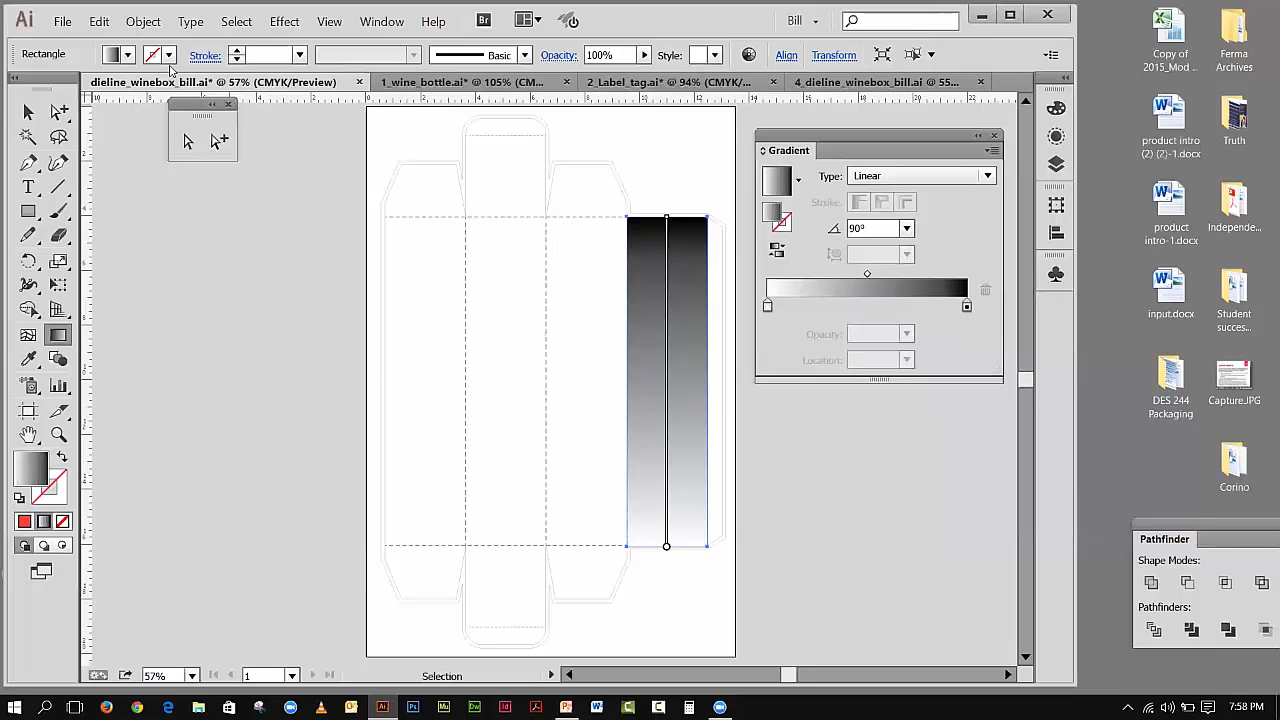 Ai File Edit Object Type Select Effect View Window Help Br Bill
Rectangle Stroke: Basic Opacity: 100% Style: Align Transform
dieline_winebox_bill.ai* @ 57% (CMYK/Preview) × 1_wine_bottle.ai* @ 105% (CM... × 2_Label_tag.ai* @ 94% (CMYK/... × 4_dieline_winebox_bill.ai @ 55... ×
Gradient
Type: Linear
Stroke:
90°
Opacity:
Location:
57% 1 Selection
Copy of
2015_Mod ...
Ferma
Archives
product intro
(2) (2)-1.docx
Truth
product
intro-1.docx
Independe...
input.docx
Student
succes...
DES 244
Packaging
Capture.JPG
Corino
Pathfinder
Shape Modes:
Pathfinders:
7:58 PM